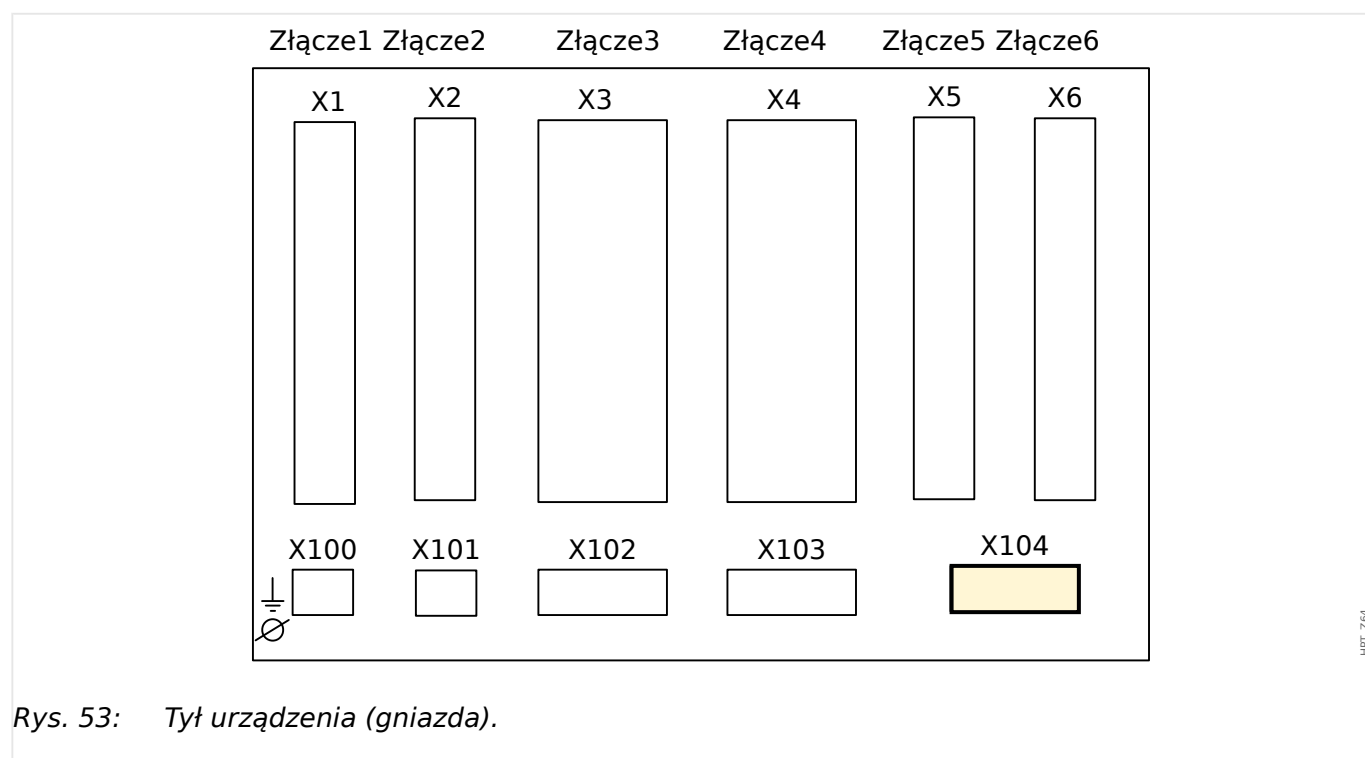 Złącze1 Złącze2 Złącze3 Złącze4 Złącze5 Złącze6
X1 X2 X3 X4 X5 X6
X100 X101 X102 X103 X104
HPT_Z64
Rys. 53: Tył urządzenia (gniazda).